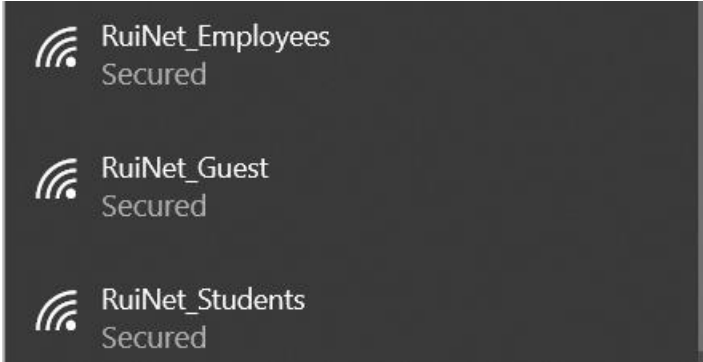 RuiNet_Employees
Secured
RuiNet_Guest
Secured
RuiNet_Students
Secured